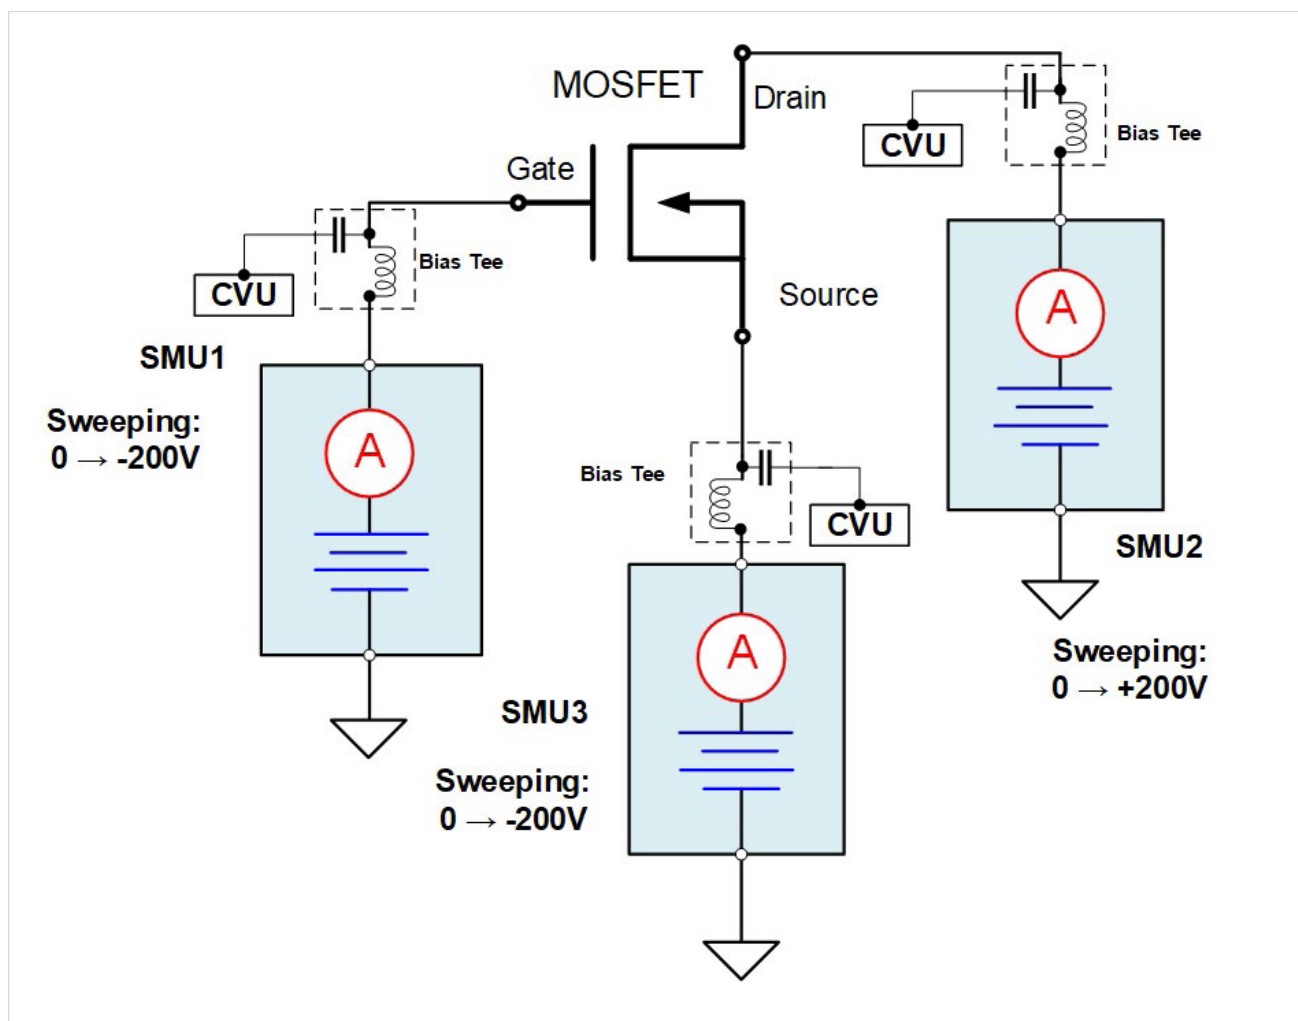 MOSFET
Drain
CVU
Bias Tee
Gate
Bias Tee
CVU
Source
A
SMU1
Sweeping:
0 → -200V
A
Bias Tee
CVU
SMU2
A
Sweeping:
0 → +200V
SMU3
Sweeping:
0 → -200V